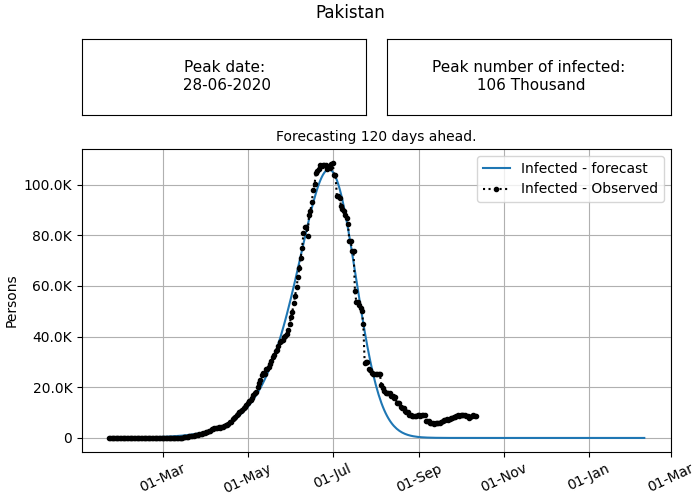 Pakistan
Peak date:
28-06-2020
Peak number of infected:
106 Thousand
Forecasting 120 days ahead.
Infected - forecast
Infected - Observed
Persons
100.0K
80.0K
60.0K
40.0K
20.0K
0
01-Mar
01-May
01-Jul
01-Sep
01-Nov
01-Jan
01-Mar